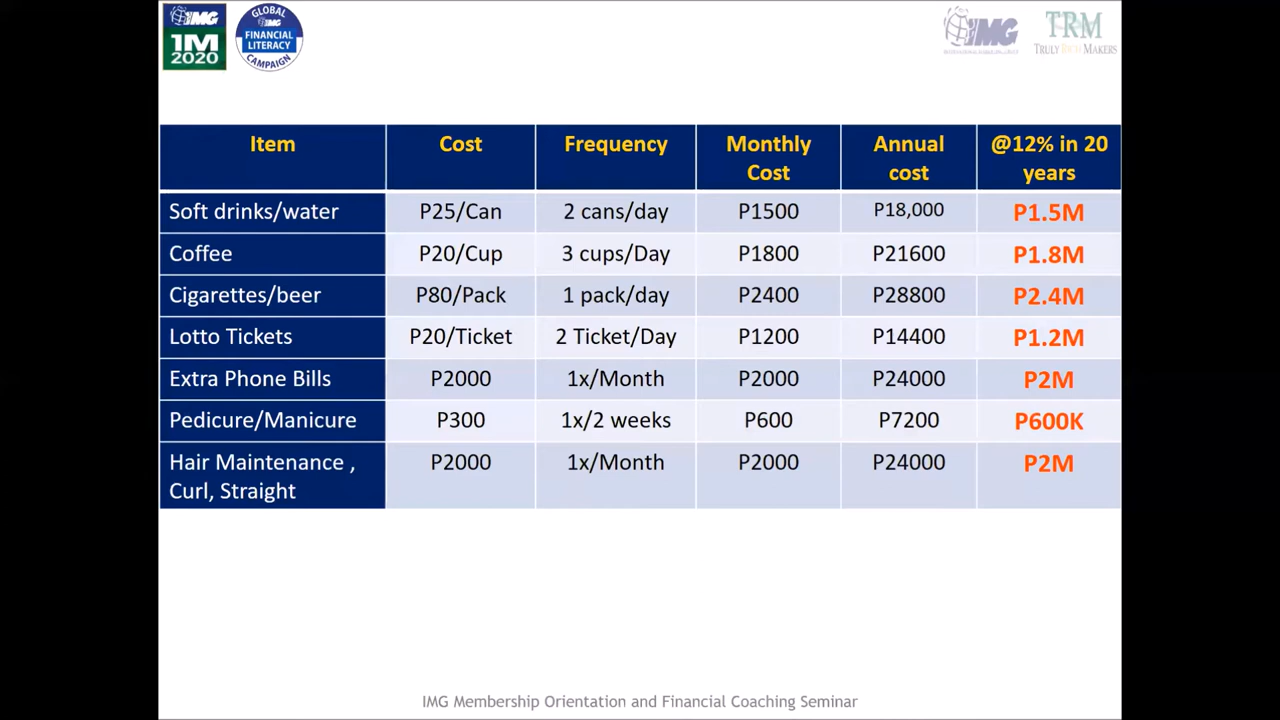 IMG
1M
2020
GLOBAL
IMG
FINANCIAL
LITERACY
CAMPAIGN
IMG
TRM
TRULY RICH MAKERS
Item Cost Frequency Monthly Cost Annual cost @12% in 20 years
Soft drinks/water P25/Can 2 cans/day P1500 P18,000 P1.5M
Coffee P20/Cup 3 cups/Day P1800 P21600 P1.8M
Cigarettes/beer P80/Pack 1 pack/day P2400 P28800 P2.4M
Lotto Tickets P20/Ticket 2 Ticket/Day P1200 P14400 P1.2M
Extra Phone Bills P2000 1x/Month P2000 P24000 P2M
Pedicure/Manicure P300 1x/2 weeks P600 P7200 P600K
Hair Maintenance , P2000 1x/Month P2000 P24000 P2M
Curl, Straight
IMG Membership Orientation and Financial Coaching Seminar